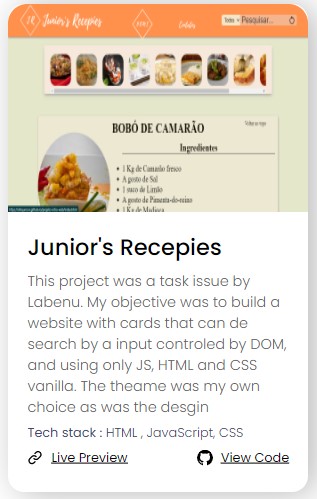 JR Junior's Recepies HOME Contato Todos Pesquisar...
Voltar ao topo
BOBÓ DE CAMARÃO
Ingredientes
1 Kg de Camarão fresco
A gosto de Sal
1 suco de Limão
A gosto de Pimenta-do-reino
1 Kg de Madioca
Junior's Recepies
This project was a task issue by
Labenu. My objective was to build a
website with cards that can de
search by a input controled by DOM,
and using only JS, HTML and CSS
vanilla. The theame was my own
choice as was the desgin
Tech stack : HTML , JavaScript, CSS
Live Preview View Code